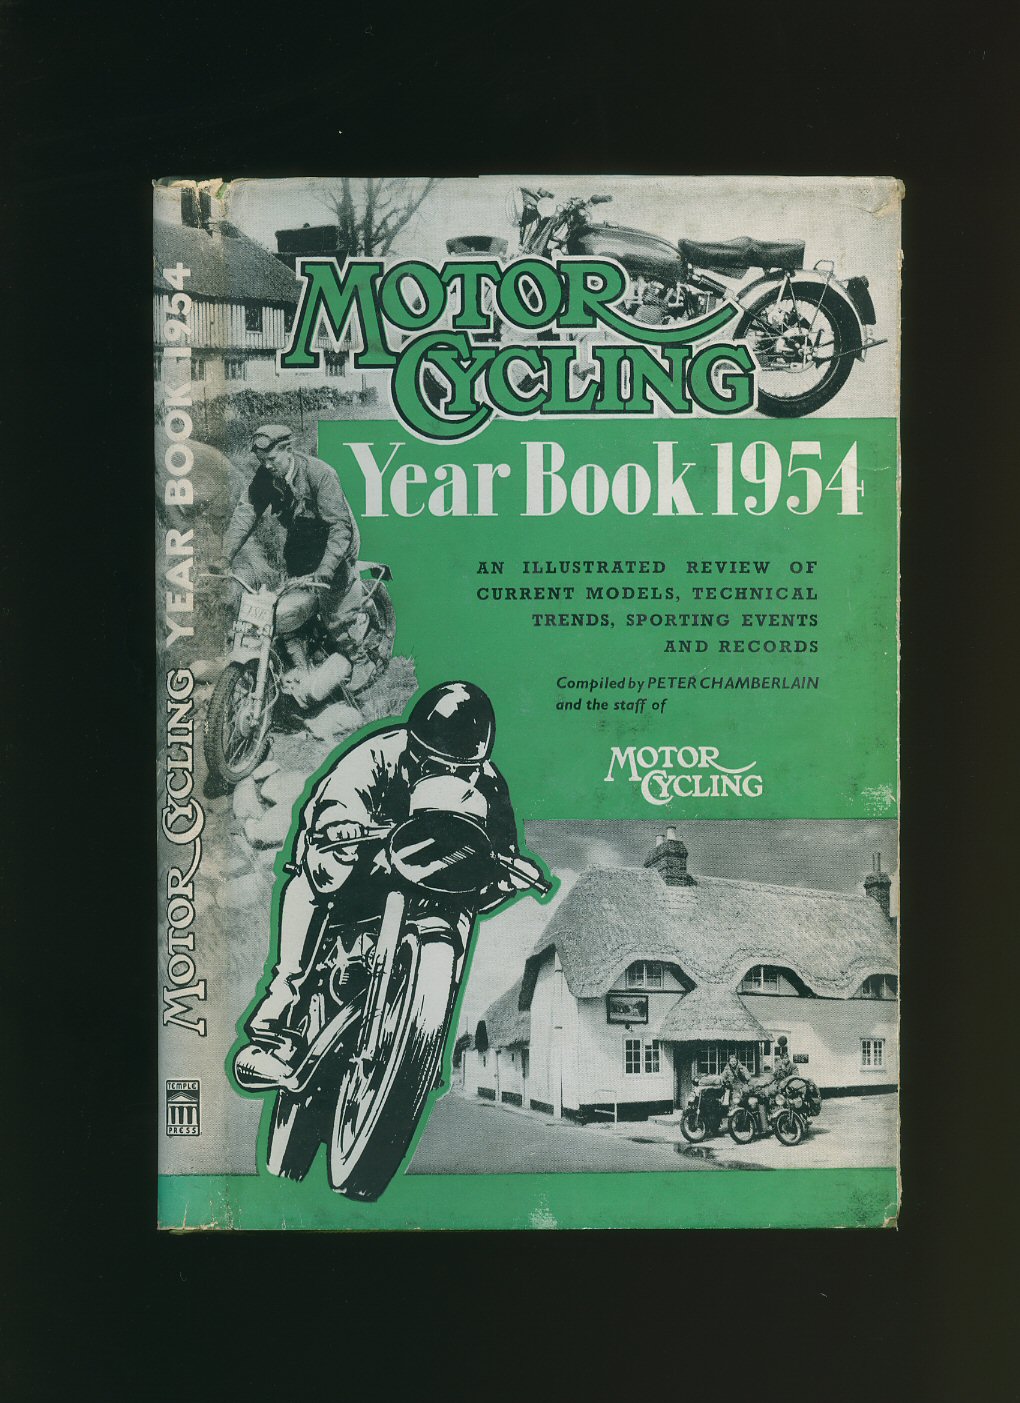 MOTOR
CYCLING
Year Book 1954
AN ILLUSTRATED REVIEW OF
CURRENT MODELS, TECHNICAL
TRENDS, SPORTING EVENTS
AND RECORDS
Compiled by PETER CHAMBERLAIN
and the staff of
MOTOR
CYCLING
MOTOR CYCLING YEAR BOOK 1954
TEMPLE
PRESS